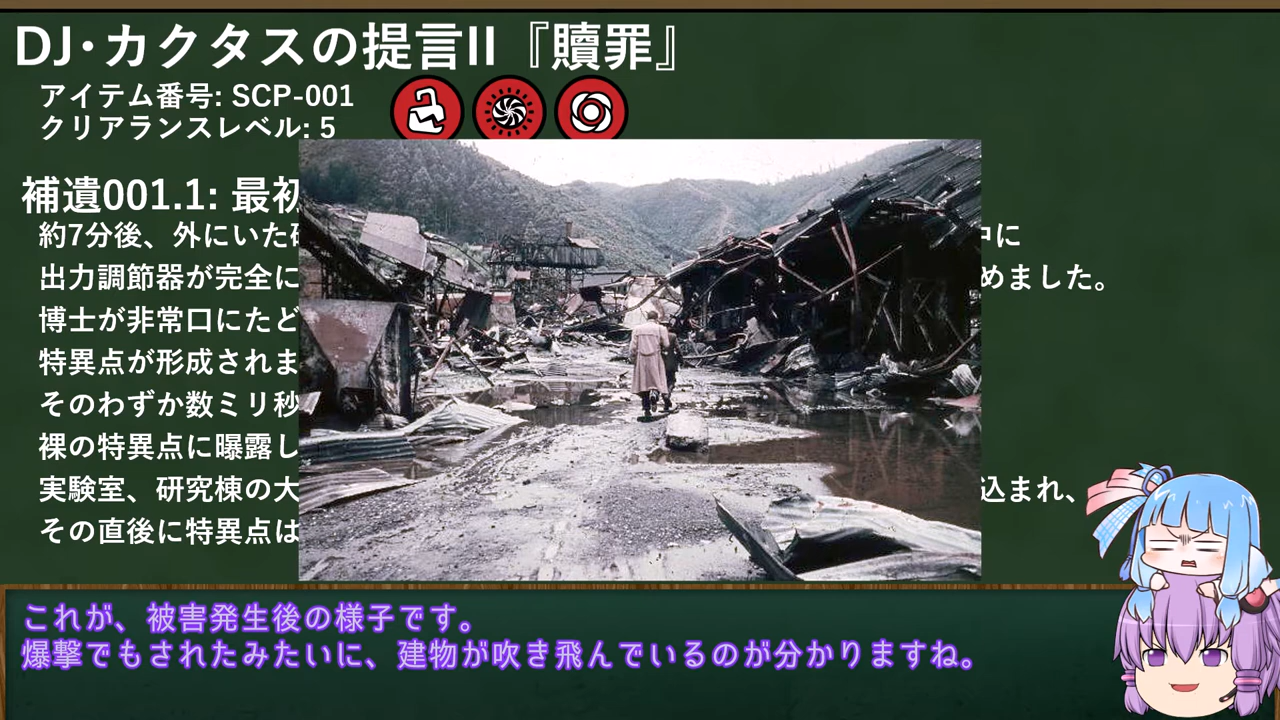 DJ・カクタスの提言II『贖罪』
アイテム番号: SCP-001
クリアランスレベル: 5
補遺001.1: 最初
約7分後、外にいた 中に
出力調節器が完全に めました。
博士が非常口にたど
特異点が形成されま
そのわずか数ミリ秒
裸の特異点に曝露し
実験室、研究棟の大 込まれ、
その直後に特異点は
これが、被害発生後の様子です。
爆撃でもされたみたいに、建物が吹き飛んでいるのが分かりますね。